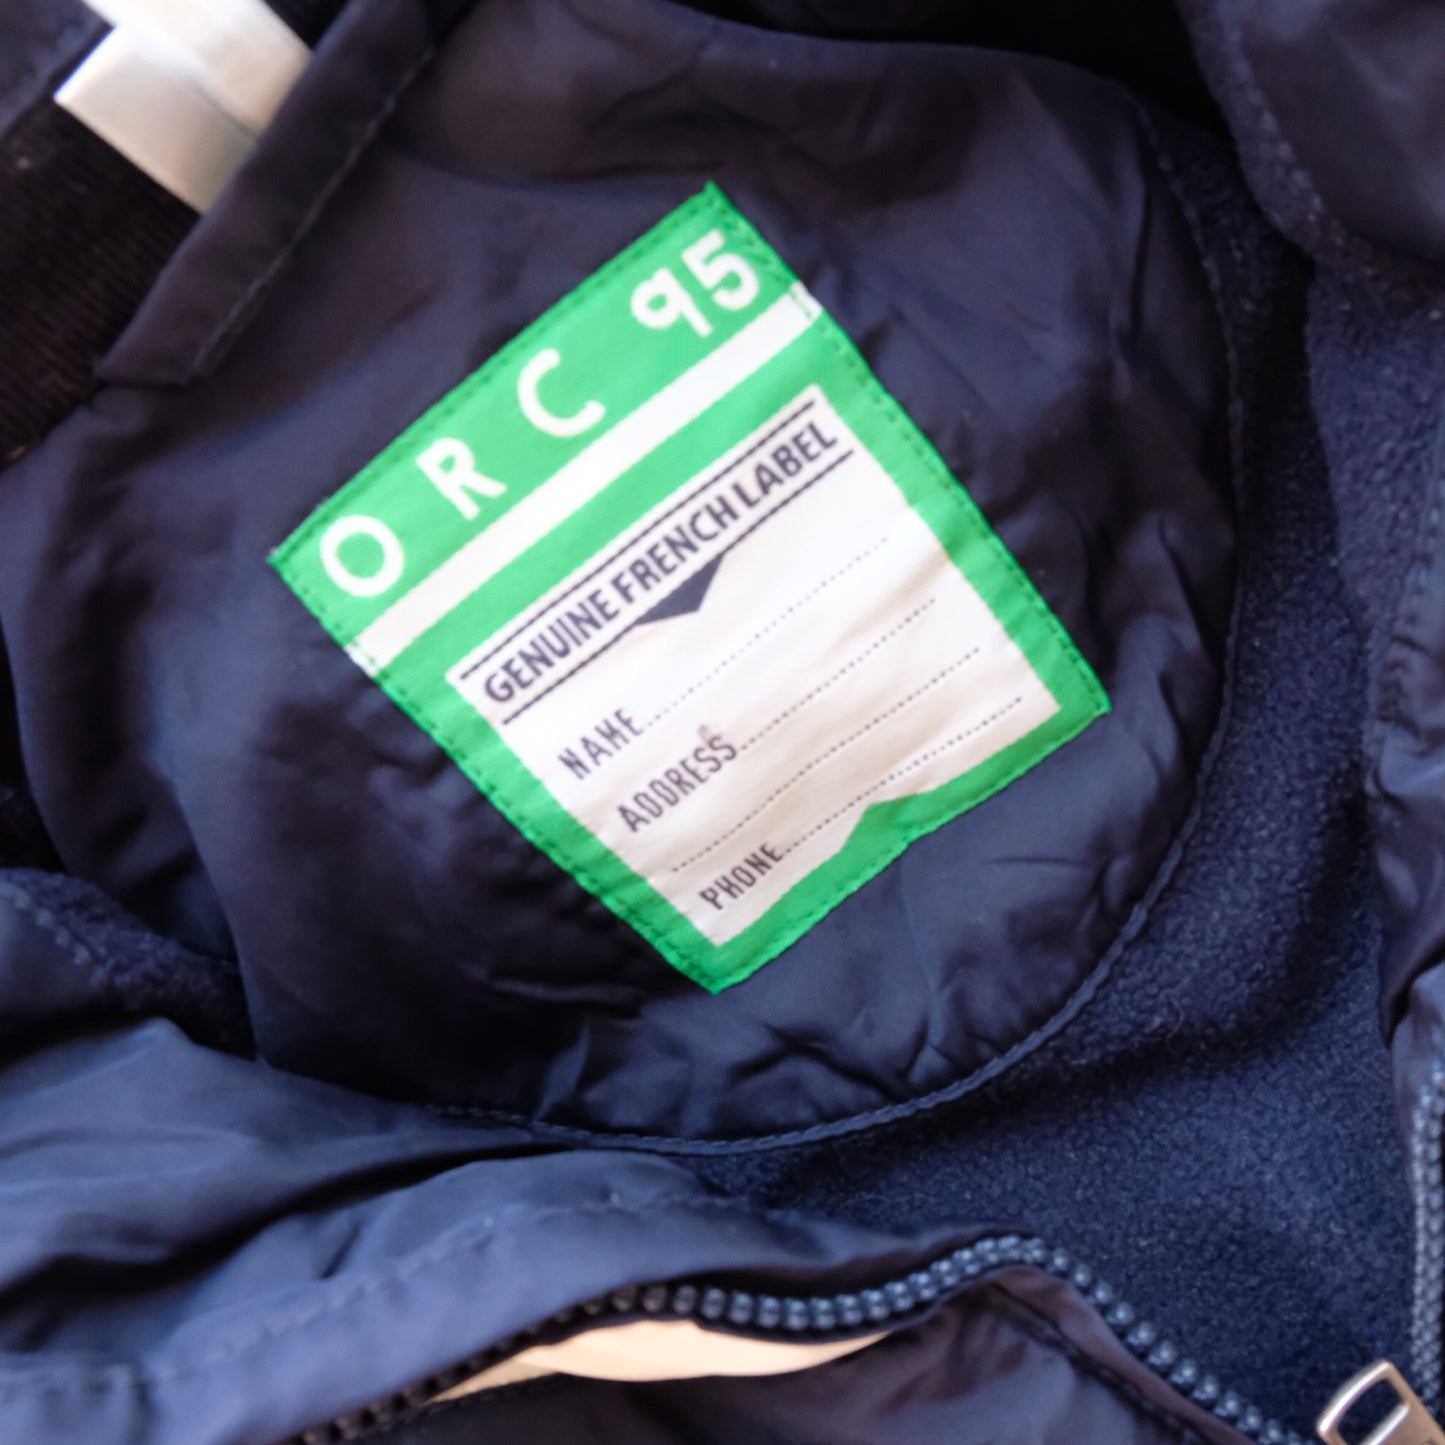 ORC 95
GENUINE FRENCH LABEL
NAME
ADDRESS
PHONE